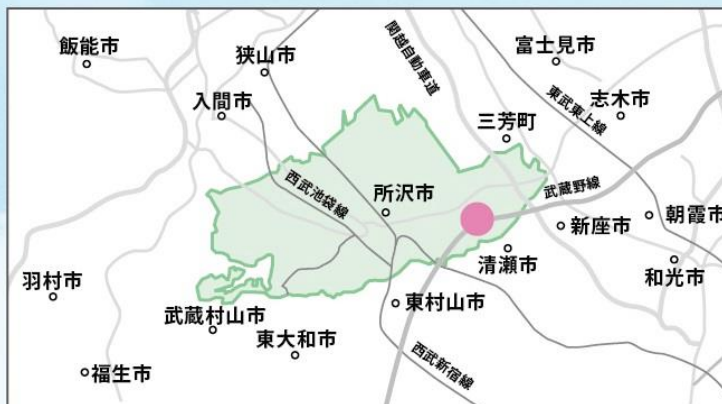 飯能市
狭山市
関越自動車道
富士見市
入間市
東武東上線
志木市
三芳町
西武池袋線
所沢市
武蔵野線
朝霞市
新座市
清瀬市
和光市
羽村市
東村山市
武蔵村山市
東大和市
西武新宿線
福生市